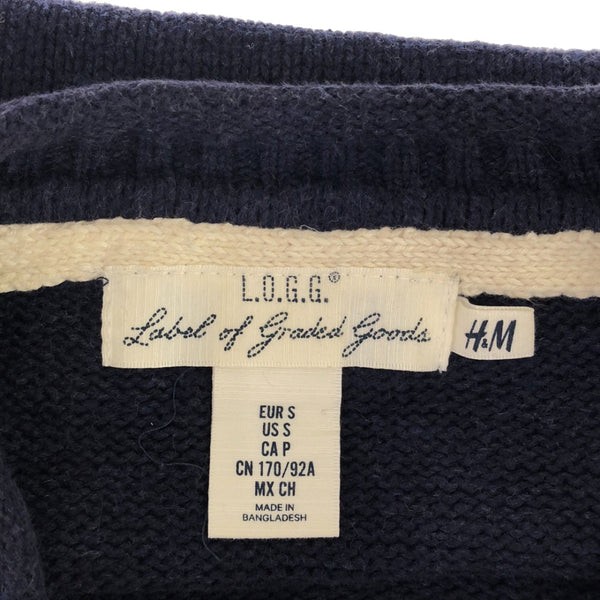 L.O.G.G.®
Label of Graded Goods
H&M
EUR S
US S
CA P
CN 170/92A
MX CH
MADE IN
BANGLADESH